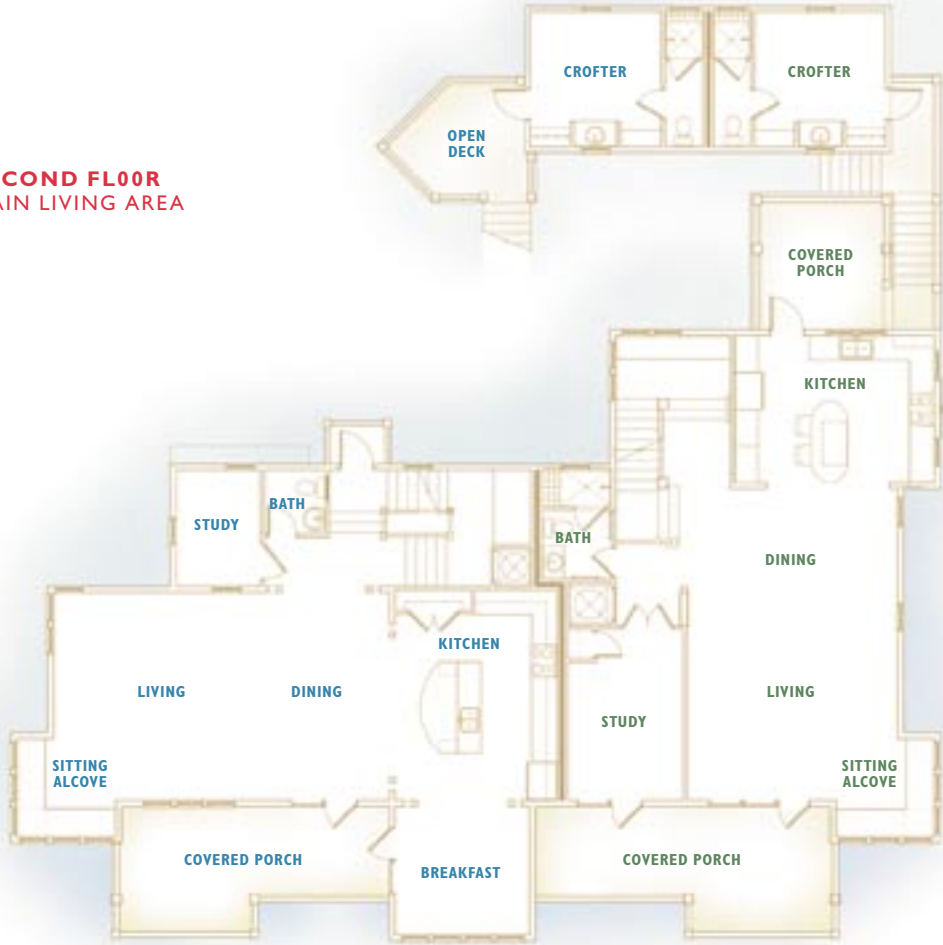 CROFTER
CROFTER
OPEN
DECK
COND FL00R
AIN LIVING AREA
COVERED
PORCH
KITCHEN
BATH
STUDY
BATH
DINING
KITCHEN
LIVING
DINING
LIVING
STUDY
SITTING
ALCOVE
SITTING
ALCOVE
COVERED PORCH
COVERED PORCH
BREAKFAST